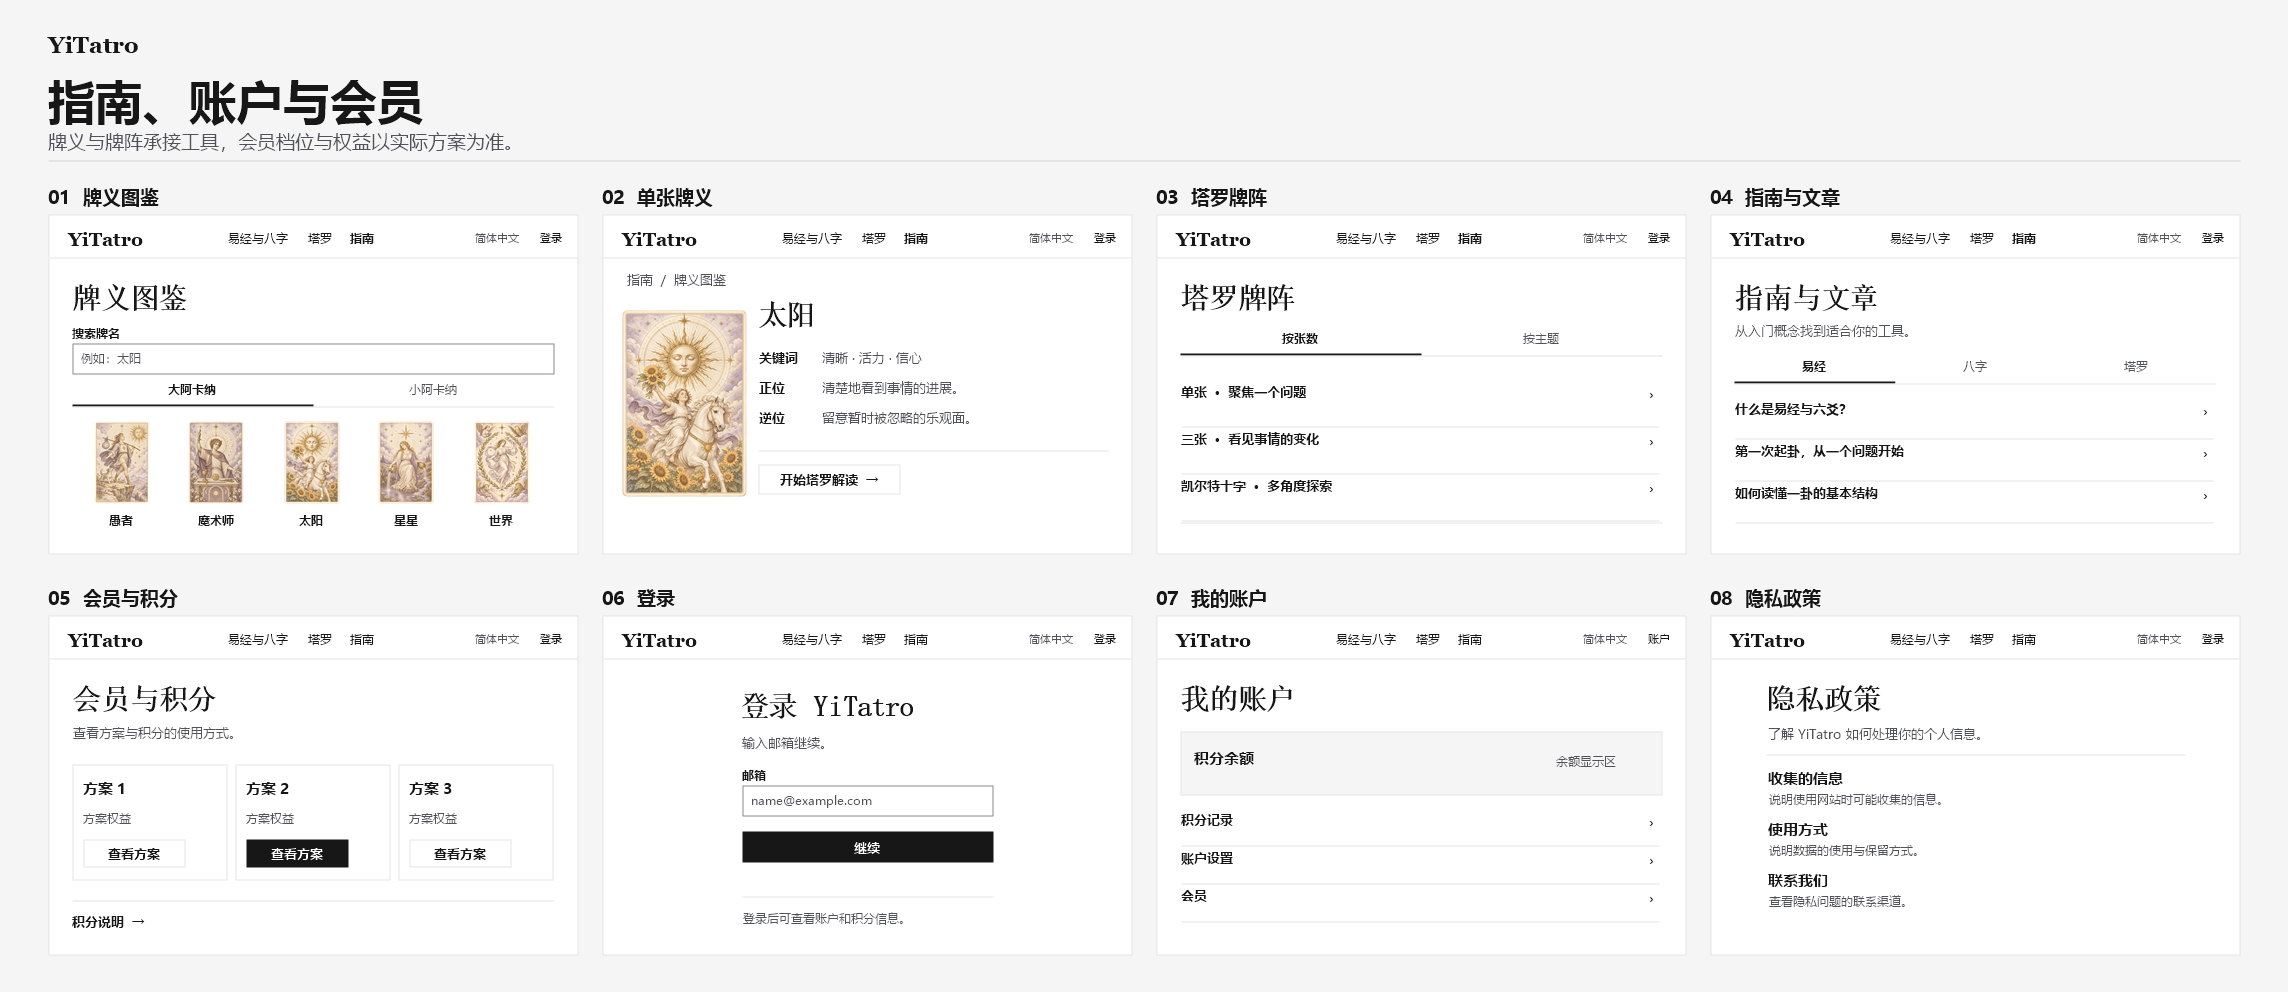 YiTatro
指南、账户与会员
牌义与牌阵承接工具，会员档位与权益以实际方案为准。
01 牌义图鉴
YiTatro 易经与八字 塔罗 指南 简体中文 登录
牌义图鉴
搜索牌名
例如：太阳
大阿卡纳 小阿卡纳
愚者 魔术师 太阳 星星 世界
02 单张牌义
YiTatro 易经与八字 塔罗 指南 简体中文 登录
指南 / 牌义图鉴
太阳
关键词 清晰 · 活力 · 信心
正位 清楚地看到事情的进展。
逆位 留意暂时被忽略的乐观面。
开始塔罗解读 →
03 塔罗牌阵
YiTatro 易经与八字 塔罗 指南 简体中文 登录
塔罗牌阵
按张数 按主题
单张 • 聚焦一个问题 ›
三张 • 看见事情的变化 ›
凯尔特十字 • 多角度探索 ›
04 指南与文章
YiTatro 易经与八字 塔罗 指南 简体中文 登录
指南与文章
从入门概念找到适合你的工具。
易经 八字 塔罗
什么是易经与六爻？ ›
第一次起卦，从一个问题开始 ›
如何读懂一卦的基本结构 ›
05 会员与积分
YiTatro 易经与八字 塔罗 指南 简体中文 登录
会员与积分
查看方案与积分的使用方式。
方案 1 方案 2 方案 3
方案权益 方案权益 方案权益
查看方案 查看方案 查看方案
积分说明 →
06 登录
YiTatro 易经与八字 塔罗 指南 简体中文 登录
登录 YiTatro
输入邮箱继续。
邮箱
name@example.com
继续
登录后可查看账户和积分信息。
07 我的账户
YiTatro 易经与八字 塔罗 指南 简体中文 账户
我的账户
积分余额 余额显示区
积分记录 ›
账户设置 ›
会员 ›
08 隐私政策
YiTatro 易经与八字 塔罗 指南 简体中文 登录
隐私政策
了解 YiTatro 如何处理你的个人信息。
收集的信息
说明使用网站时可能收集的信息。
使用方式
说明数据的使用与保留方式。
联系我们
查看隐私问题的联系渠道。